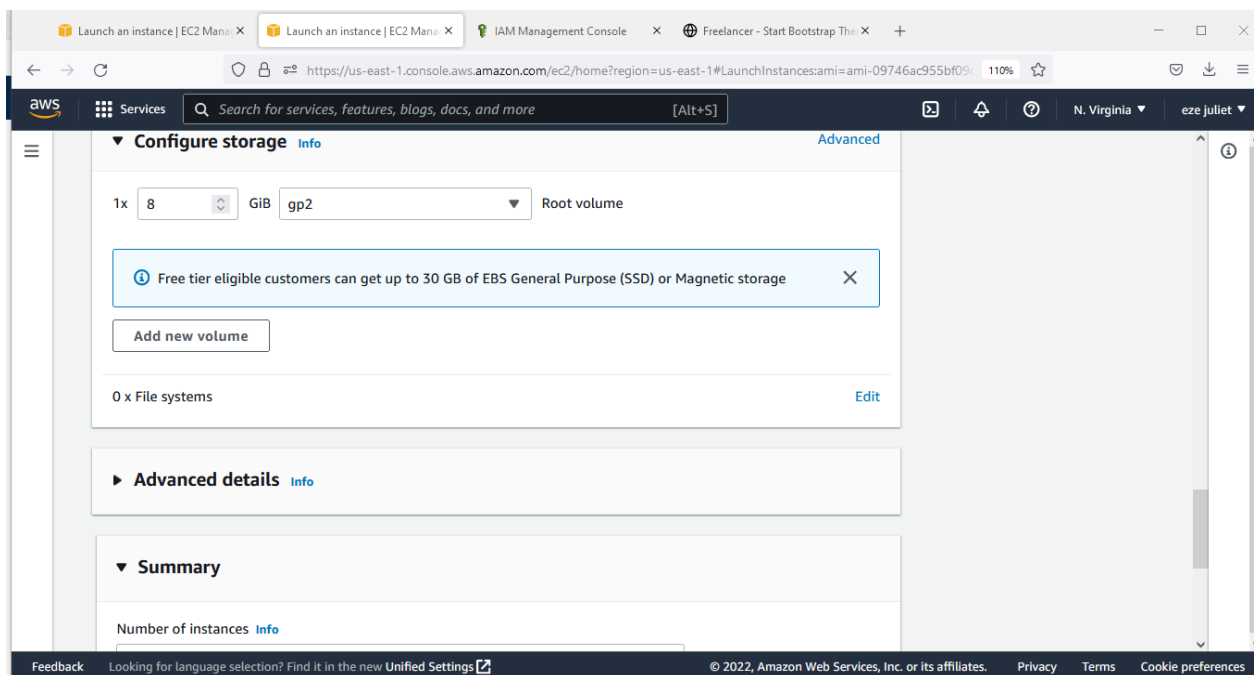 Launch an instance | EC2 Mana
Launch an instance | EC2 Mana
IAM Management Console
Freelancer - Start Bootstrap The
https://us-east-1.console.aws.amazon.com/ec2/home?region=us-east-1#LaunchInstances:ami=ami-09746ac955bf09
110%
aws
Services
Search for services, features, blogs, docs, and more
[Alt+S]
N. Virginia
eze juliet
Configure storage Info
Advanced
1x 8 GiB gp2 Root volume
Free tier eligible customers can get up to 30 GB of EBS General Purpose (SSD) or Magnetic storage
Add new volume
0 x File systems
Edit
Advanced details Info
Summary
Number of instances Info
Feedback
Looking for language selection? Find it in the new Unified Settings
© 2022, Amazon Web Services, Inc. or its affiliates.
Privacy
Terms
Cookie preferences